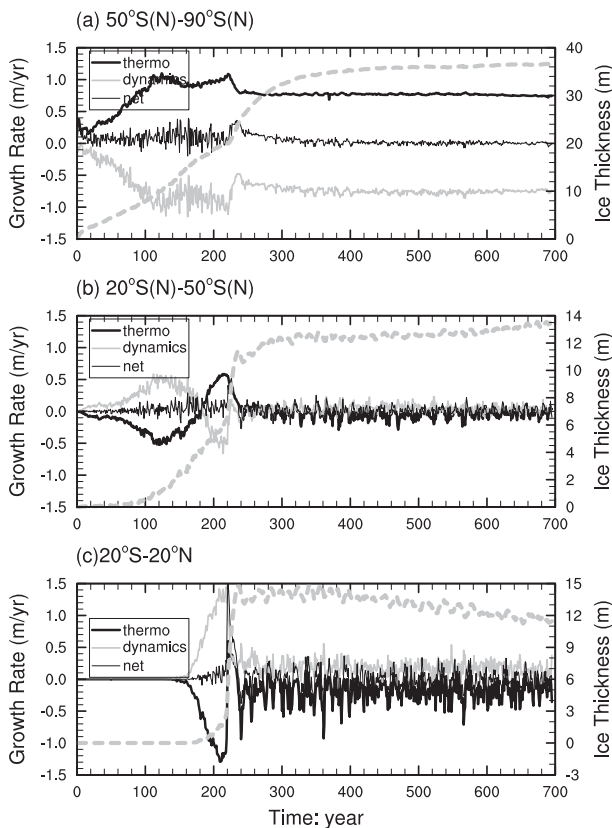 (a) 50°S(N)-90°S(N)
Growth Rate (m/yr)
1.5
1.0
0.5
0.0
-0.5
-1.0
-1.5
thermo
dynamics
net
40
30
20
10
0
Ice Thickness (m)
0 100 200 300 400 500 600 700
(b) 20°S(N)-50°S(N)
Growth Rate (m/yr)
1.5
1.0
0.5
0.0
-0.5
-1.0
-1.5
thermo
dynamics
net
14
12
10
8
6
4
2
0
Ice Thickness (m)
0 100 200 300 400 500 600 700
(c)20°S-20°N
Growth Rate (m/yr)
1.5
1.0
0.5
0.0
-0.5
-1.0
-1.5
thermo
dynamics
net
15
12
9
6
3
0
-3
Ice Thickness (m)
0 100 200 300 400 500 600 700
Time: year